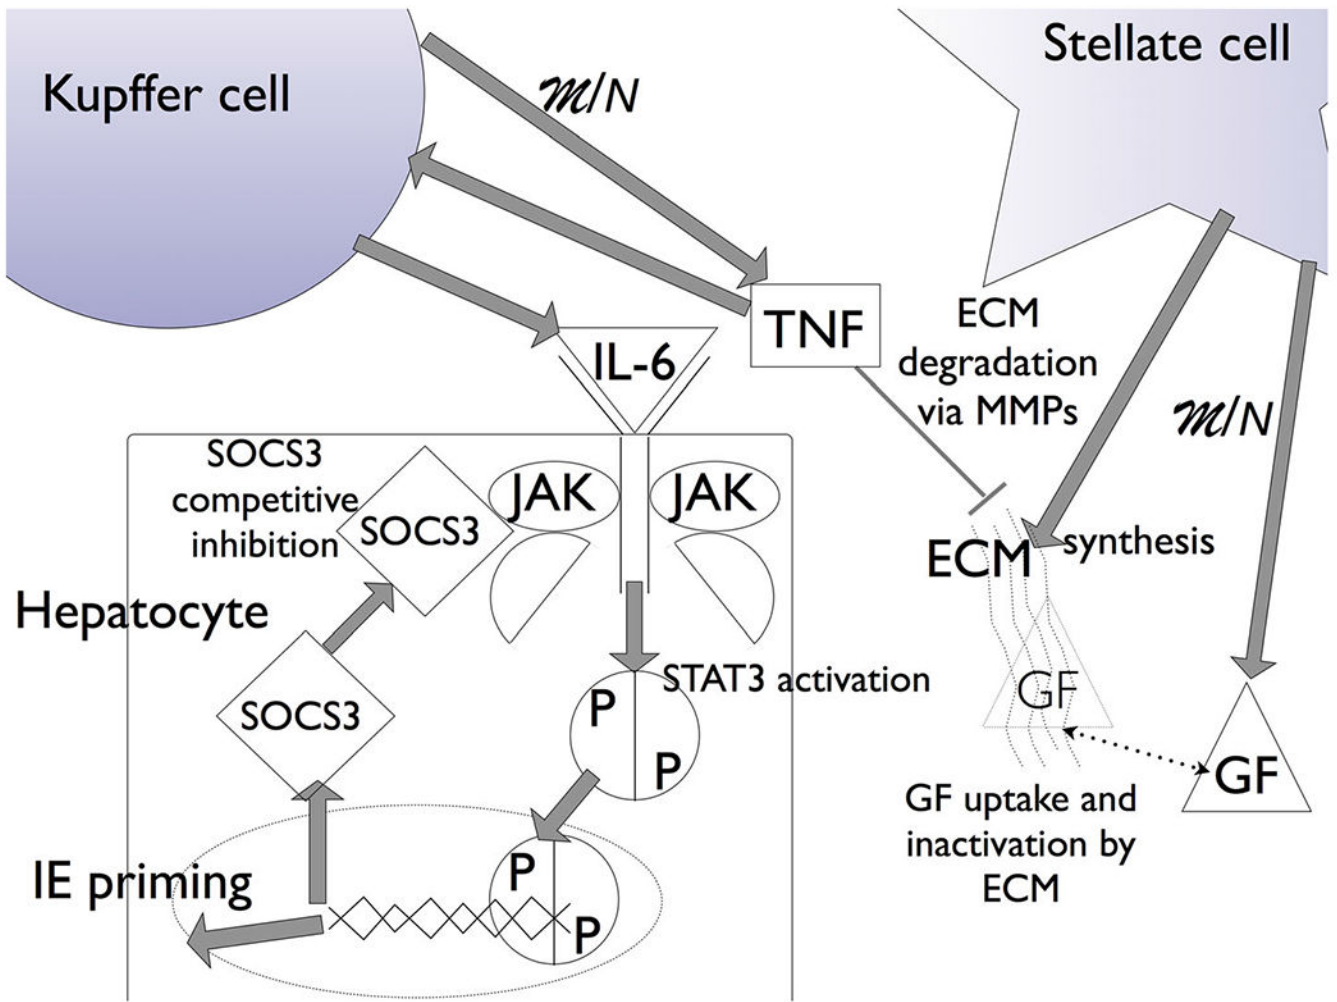 Kupffer cell
ℳ/N
Stellate cell
TNF
IL-6
ECM
degradation
via MMPs
ℳ/N
SOCS3
competitive
inhibition
SOCS3
JAK
JAK
ECM
synthesis
Hepatocyte
SOCS3
STAT3 activation
P
P
GF
GF
GF uptake and
inactivation by
ECM
IE priming
P
P